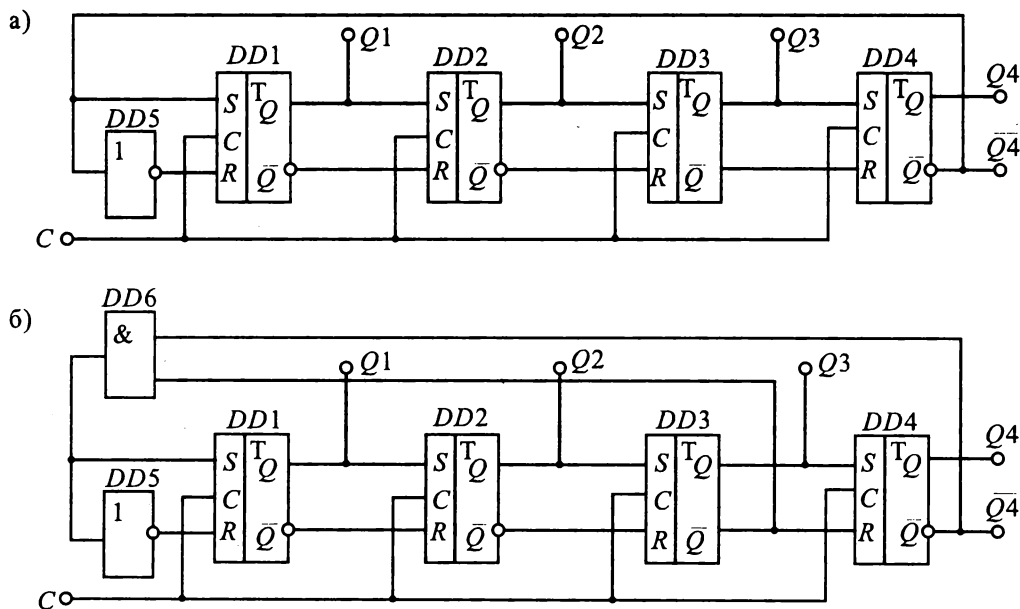 а)
Q1 Q2 Q3
DD1 DD2 DD3 DD4
Q4
S T Q S T Q S T Q S T Q
DD5
C C C C
1
R Q̅ R Q̅ R Q̅ R Q̅
Q̅4̅
C
DD6
б)
&
Q1 Q2 Q3
DD1 DD2 DD3 DD4
Q4
S T Q S T Q S T Q S T Q
DD5
C C C C
1
R Q̅ R Q̅ R Q̅ R Q̅
Q̅4̅
C